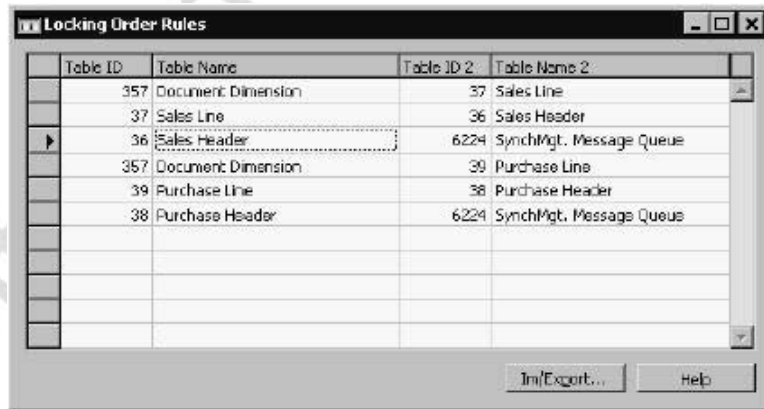 Locking Order Rules
Table ID Table Name Table ID 2 Table Name 2
357 Document Dimension 37 Sales Line
37 Sales Line 36 Sales Header
36 Sales Header 6224 SynchMgt. Message Queue
357 Document Dimension 39 Purchase Line
39 Purchase Line 38 Purchase Header
38 Purchase Header 6224 SynchMgt. Message Queue
Im/Export... Help